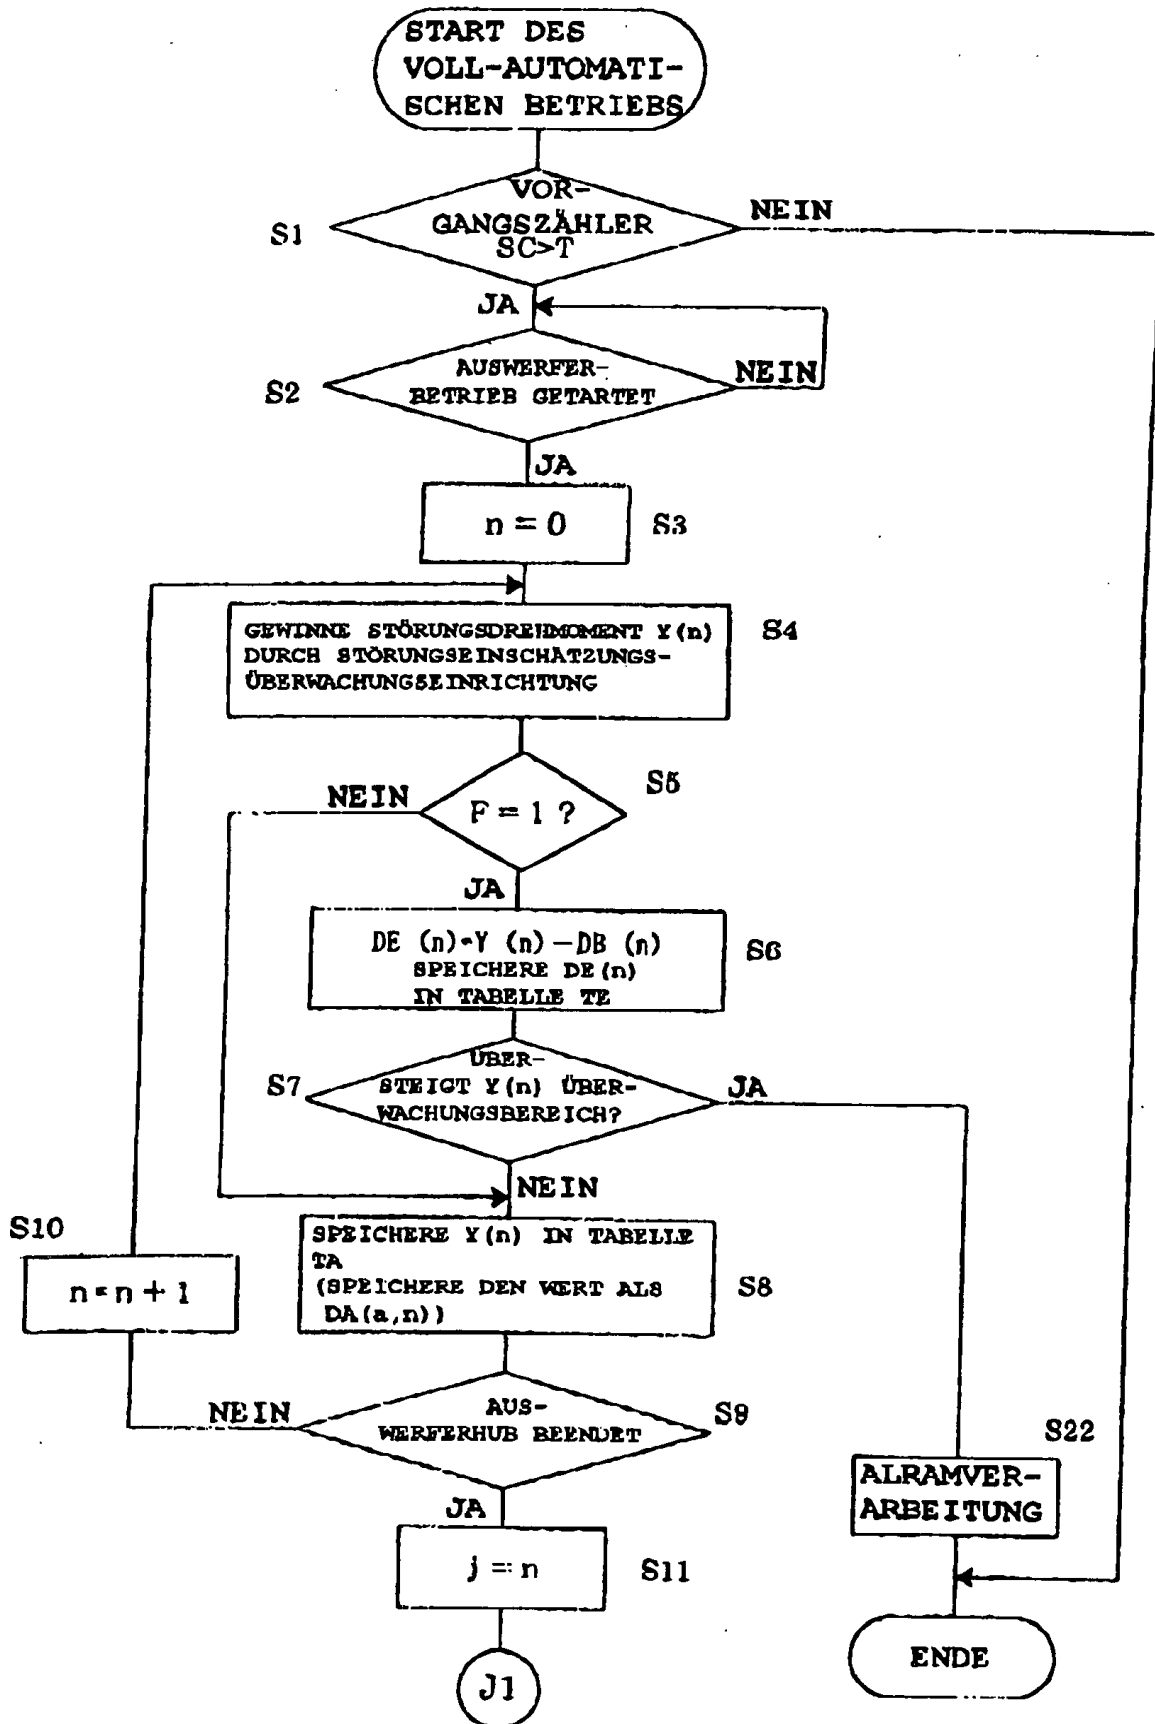 START DES
VOLL-AUTOMATI-
SCHEN BETRIEBS
VOR-
GANGSZÄHLER
SC>T
S1
NEIN
JA
AUSWERFER-
BETRIEB GETARTET
S2
NEIN
JA
n = 0
S3
GEWINNE STÖRUNGSDREHMOMENT Y(n)
DURCH STÖRUNGSEINSCHÄTZUNGS-
ÜBERWACHUNGSEINRICHTUNG
S4
F = 1 ?
S5
NEIN
JA
DE (n)=Y (n)-DB (n)
SPEICHERE DE(n)
IN TABELLE TE
S6
ÜBER-
STEIGT Y(n) ÜBER-
WACHUNGSBEREICH?
S7
JA
NEIN
S10
n=n + 1
SPEICHERE Y(n) IN TABELLE
TA
(SPEICHERE DEN WERT ALS
DA(a,n))
S8
AUS-
WERFERHUB BEENDET
S9
NEIN
JA
S22
ALRAMVER-
ARBEITUNG
j = n
S11
J1
ENDE